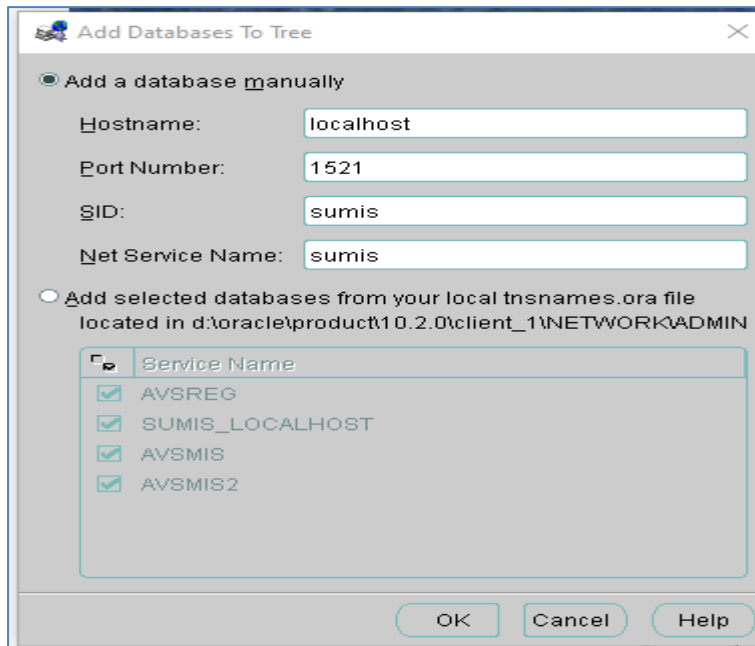 Add Databases To Tree
Add a database manually
Hostname: localhost
Port Number: 1521
SID: sumis
Net Service Name: sumis
Add selected databases from your local tnsnames.ora file
located in d:\oracle\product\10.2.0\client_1\NETWORK\ADMIN
Service Name
AVSREG
SUMIS_LOCALHOST
AVSMIS
AVSMIS2
OK Cancel Help